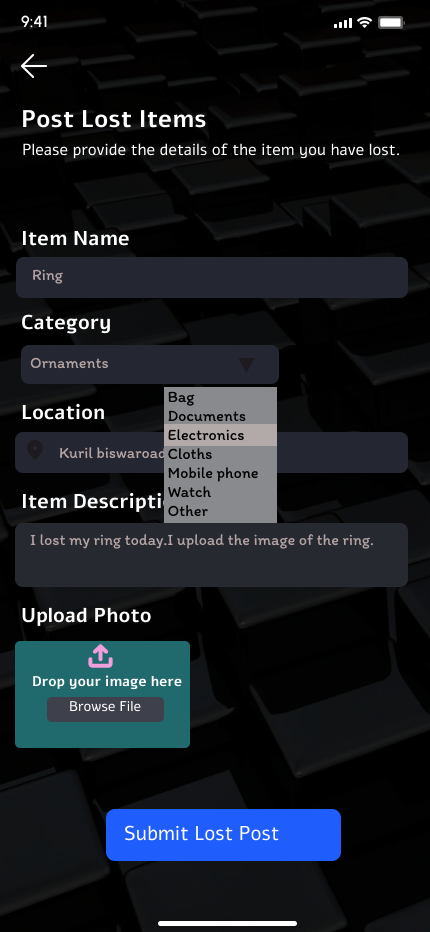 9:41
Post Lost Items
Please provide the details of the item you have lost.
Item Name
Ring
Category
Ornaments
Bag
Documents
Electronics
Cloths
Mobile phone
Watch
Other
Location
Kuril biswaroad
Item Descripti
I lost my ring today.I upload the image of the ring.
Upload Photo
Drop your image here
Browse File
Submit Lost Post